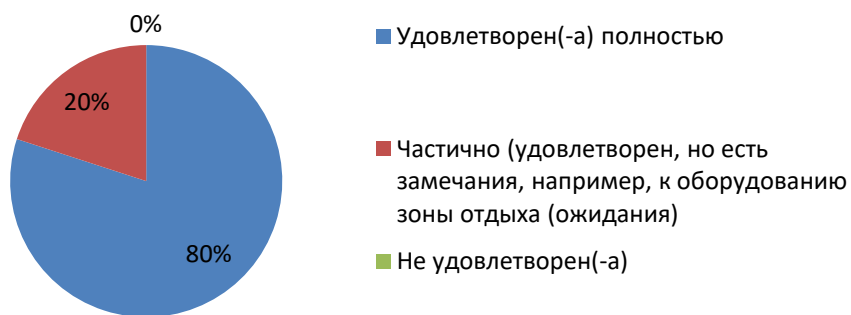 0%
20%
80%
Удовлетворен(-а) полностью
Частично (удовлетворен, но есть
замечания, например, к оборудованию
зоны отдыха (ожидания)
Не удовлетворен(-а)